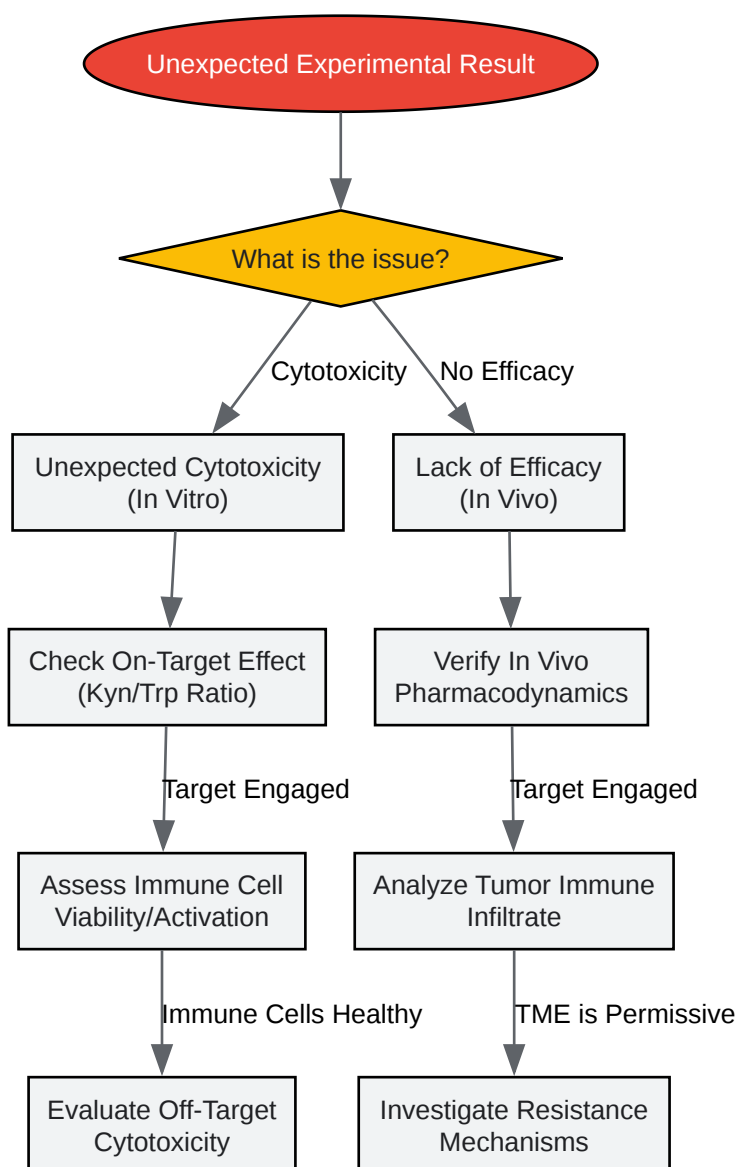 Unexpected Experimental Result
What is the issue?
Cytotoxicity
No Efficacy
Unexpected Cytotoxicity
(In Vitro)
Lack of Efficacy
(In Vivo)
Check On-Target Effect
(Kyn/Trp Ratio)
Verify In Vivo
Pharmacodynamics
Target Engaged
Target Engaged
Assess Immune Cell
Viability/Activation
Analyze Tumor Immune
Infiltrate
Immune Cells Healthy
TME is Permissive
Evaluate Off-Target
Cytotoxicity
Investigate Resistance
Mechanisms